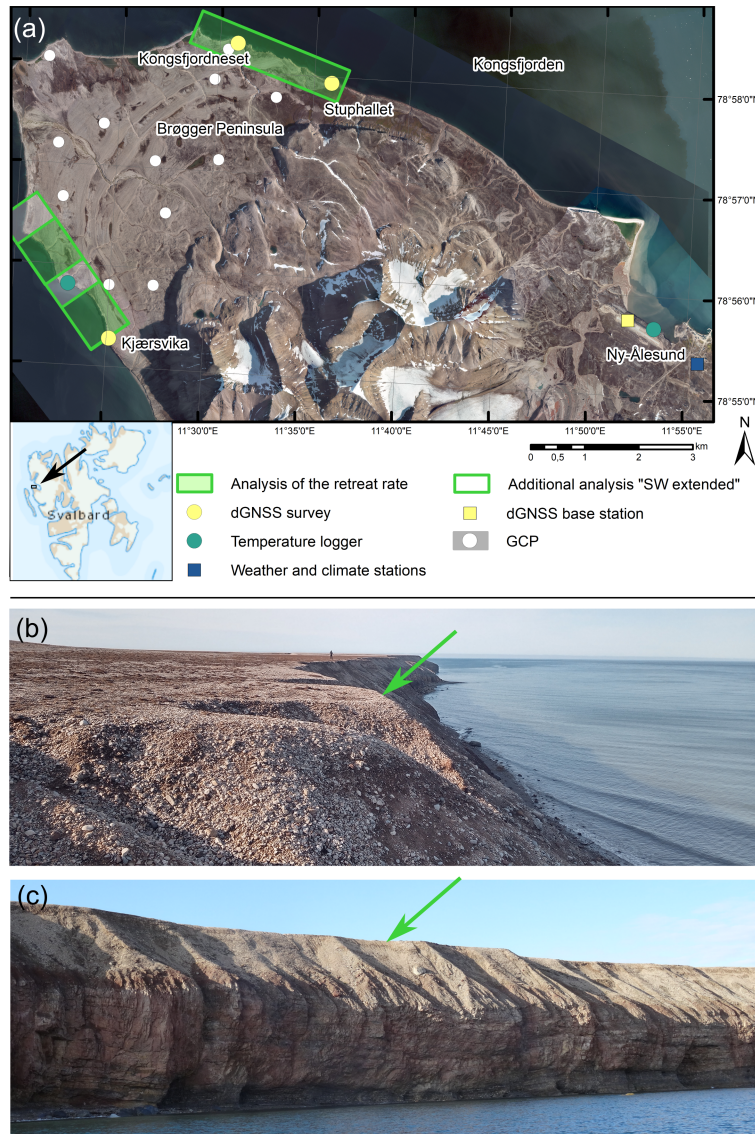 (a)
Kongsfjordneset
Kongsfjorden
Stuphallet
Brøgger Peninsula
78°58'0"N
78°57'0"N
78°56'0"N
Kjærsvika
Ny-Ålesund
78°55'0"N
11°30'0"E 11°35'0"E 11°40'0"E 11°45'0"E 11°50'0"E 11°55'0"E
N
km
0 0,5 1 2 3
Svalbard
Analysis of the retreat rate
Additional analysis "SW extended"
dGNSS survey
dGNSS base station
Temperature logger
GCP
Weather and climate stations
(b)
(c)